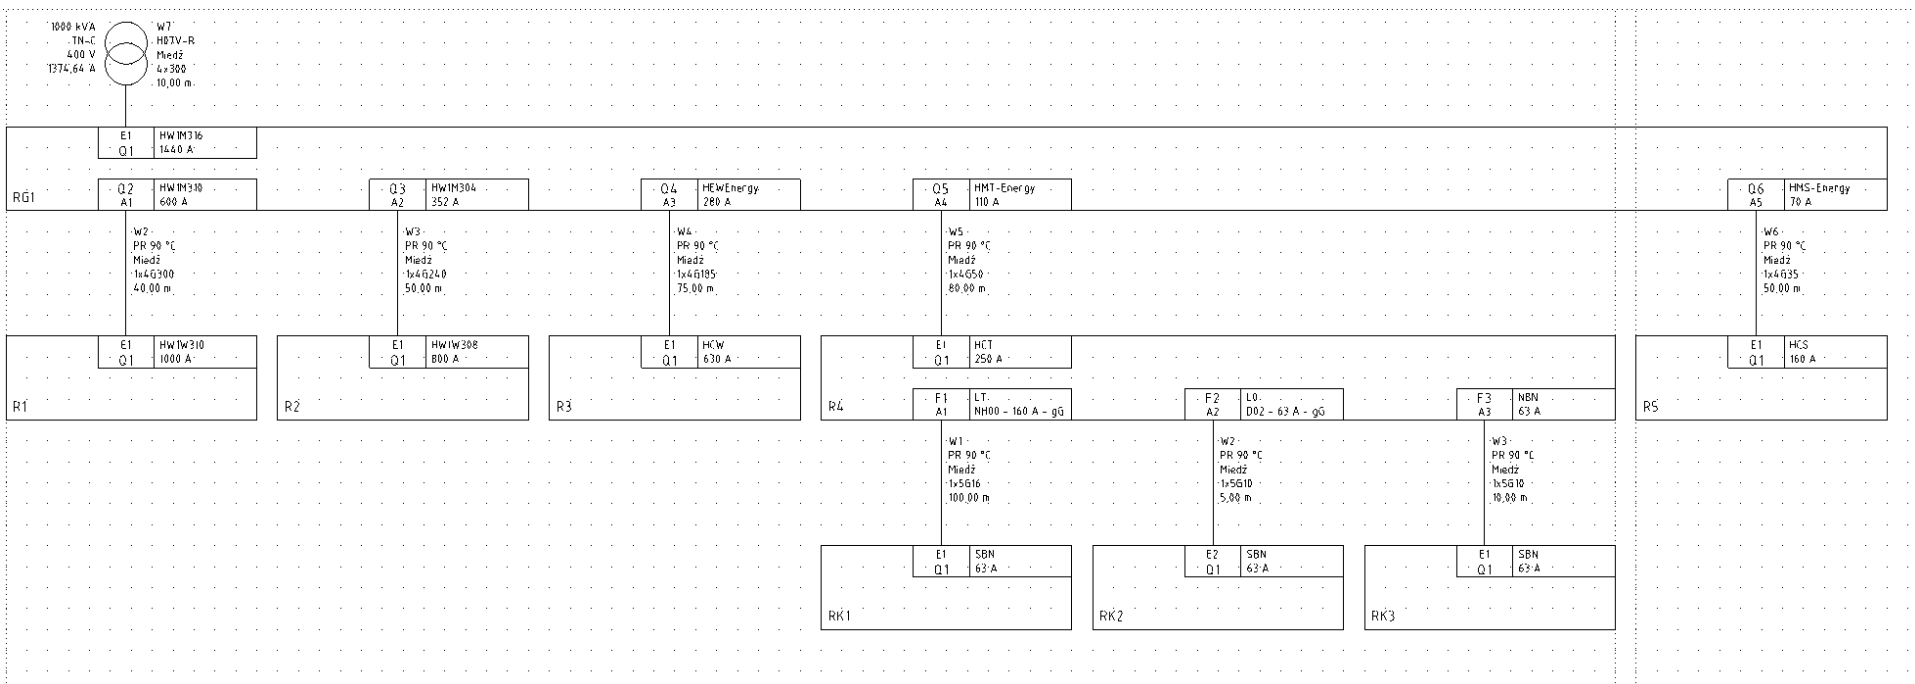 1000 kVA
TN-C
400 V
1374,64 A
W7
H07V-R
Miedź
4x300
10,00 m
E1
Q1
HW1M316
1440 A
RG1
Q2
A1
HW1M310
600 A
Q3
A2
HW1M304
352 A
Q4
A3
HEWEnergy
280 A
Q5
A4
HMT-Energy
110 A
Q6
A5
HMS-Energy
70 A
W2
PR 90 °C
Miedź
1x4G300
40,00 m
W3
PR 90 °C
Miedź
1x4G240
50,00 m
W4
PR 90 °C
Miedź
1x4G185
75,00 m
W5
PR 90 °C
Miedź
1x4G50
80,00 m
W6
PR 90 °C
Miedź
1x4G35
50,00 m
R1
E1
Q1
HW1W310
1000 A
R2
E1
Q1
HW1W308
800 A
R3
E1
Q1
HCW
630 A
R4
E1
Q1
HCT
250 A
R5
E1
Q1
HCS
160 A
F1
A1
LT
NH00 - 160 A - gG
F2
A2
L0
D02 - 63 A - gG
F3
A3
NBN
63 A
W1
PR 90 °C
Miedź
1x5G16
100,00 m
W2
PR 90 °C
Miedź
1x5G10
5,00 m
W3
PR 90 °C
Miedź
1x5G10
10,00 m
RK1
E1
Q1
SBN
63 A
RK2
E2
Q1
SBN
63 A
RK3
E1
Q1
SBN
63 A